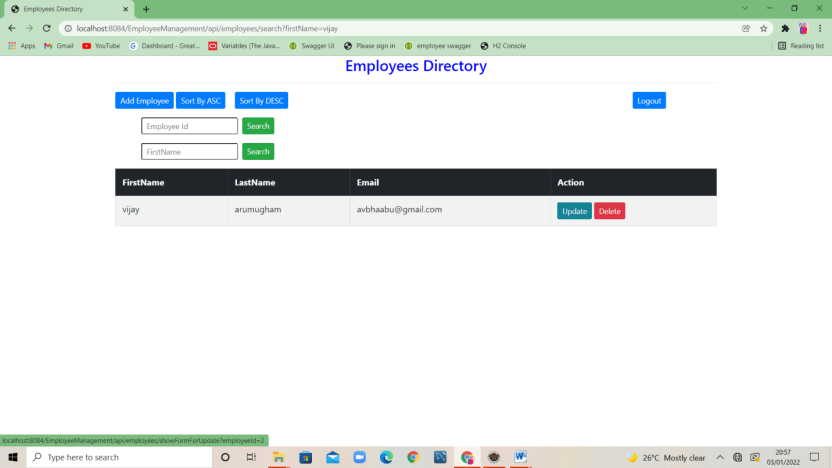 Employees Directory
localhost:8084/EmployeeManagement/api/employees/search?firstName=vijay
Apps Gmail YouTube Dashboard - Great... Variables (The Java... Swagger UI Please sign in employee swagger H2 Console Reading list
Employees Directory
Add Employee Sort By ASC Sort By DESC Logout
Employee Id Search
FirstName Search
FirstName LastName Email Action
vijay arumugham avbhaabu@gmail.com Update Delete
localhost:8084/EmployeeManagement/api/employees/showFormForUpdate?employeeId=2
Type here to search 26°C Mostly clear 20:57
03/01/2022